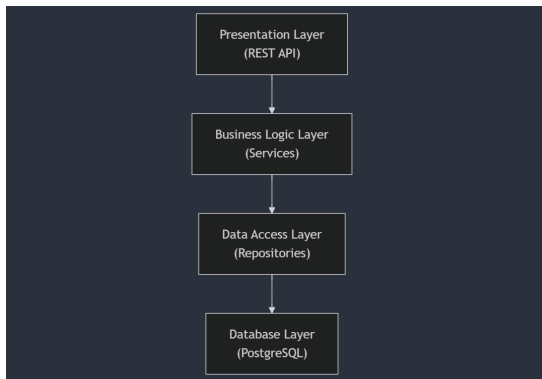 Presentation Layer
(REST API)
Business Logic Layer
(Services)
Data Access Layer
(Repositories)
Database Layer
(PostgreSQL)